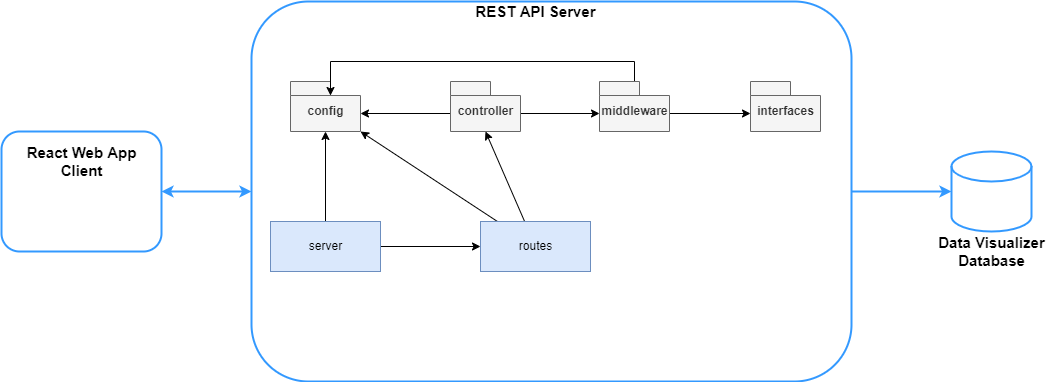 REST API Server
config
controller
middleware
interfaces
React Web App
Client
server
routes
Data Visualizer
Database